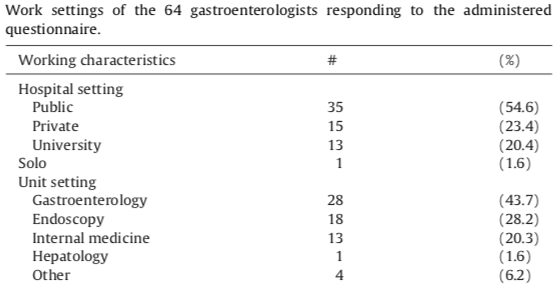 Work settings of the 64 gastroenterologists responding to the administered
questionnaire.
Working characteristics # (%)
Hospital setting
Public 35 (54.6)
Private 15 (23.4)
University 13 (20.4)
Solo 1 (1.6)
Unit setting
Gastroenterology 28 (43.7)
Endoscopy 18 (28.2)
Internal medicine 13 (20.3)
Hepatology 1 (1.6)
Other 4 (6.2)